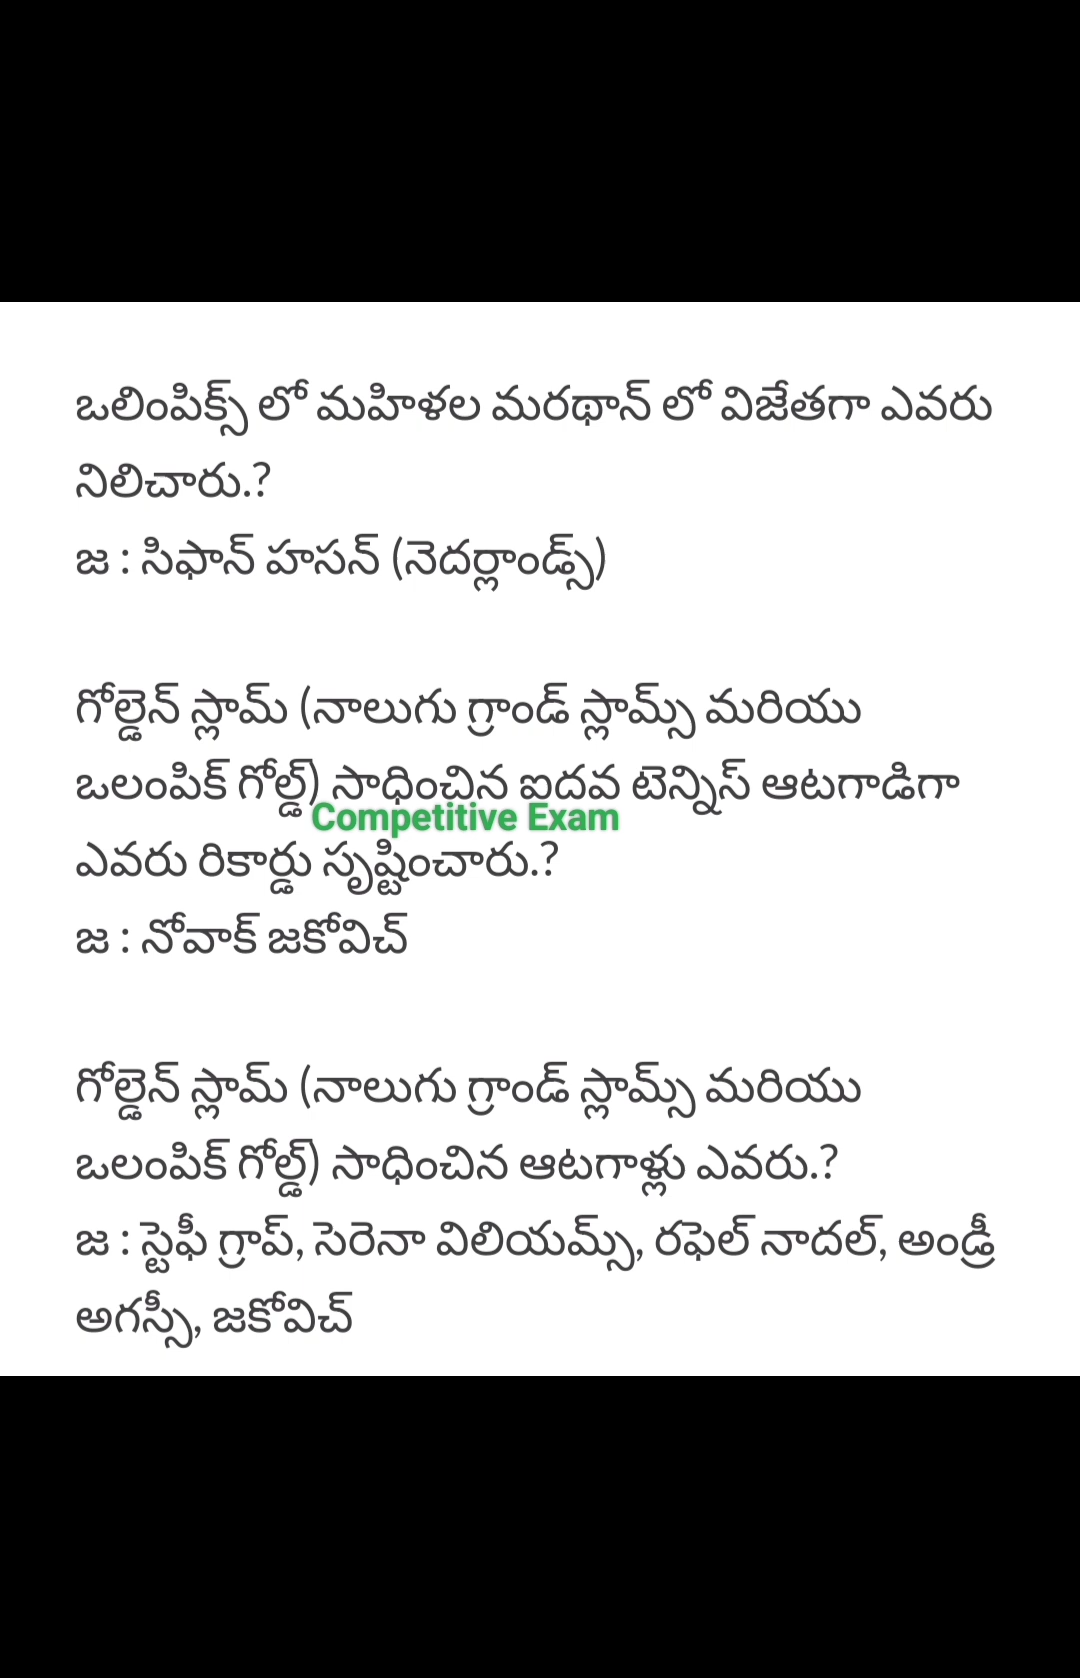 ఒలింపిక్స్ లో మహిళల మరథాన్ లో విజేతగా ఎవరు
నిలిచారు.?
జ : సిఫాన్ హసన్ (నెదర్లాండ్స్)
గోల్డెన్ స్లామ్ (నాలుగు గ్రాండ్ స్లామ్స్ మరియు
ఒలంపిక్ గోల్డ్) సాధించిన ఐదవ టెన్నిస్ ఆటగాడిగా
Competitive Exam
ఎవరు రికార్డు సృష్టించారు.?
జ : నోవాక్ జకోవిచ్
గోల్డెన్ స్లామ్ (నాలుగు గ్రాండ్ స్లామ్స్ మరియు
ఒలంపిక్ గోల్డ్) సాధించిన ఆటగాళ్లు ఎవరు.?
జ : స్టెఫీ గ్రాప్, సెరెనా విలియమ్స్, రఫెల్ నాదల్, అండ్రీ
అగస్సీ, జకోవిచ్